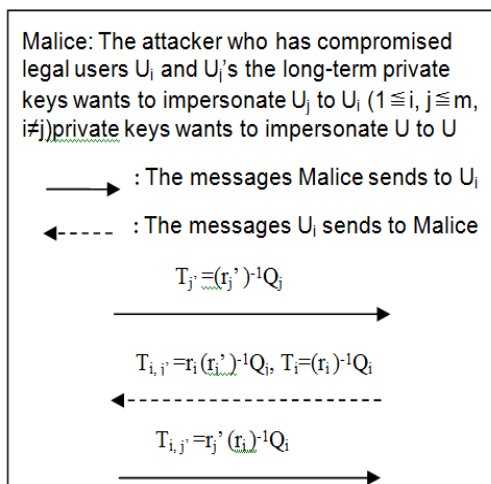 Malice: The attacker who has compromised
legal users Uᵢ and Uⱼ's the long-term private
keys wants to impersonate Uⱼ to Uᵢ (1≦i, j≦m,
i≠j)private keys wants to impersonate U to U
: The messages Malice sends to Uᵢ
: The messages Uᵢ sends to Malice
Tⱼ' =(rⱼ' )⁻¹Qⱼ
Tᵢ, ⱼ' =rᵢ (rⱼ' )⁻¹Qⱼ, Tᵢ=(rᵢ )⁻¹Qᵢ
Tᵢ, ⱼ' =rⱼ' (rᵢ)⁻¹Qᵢ